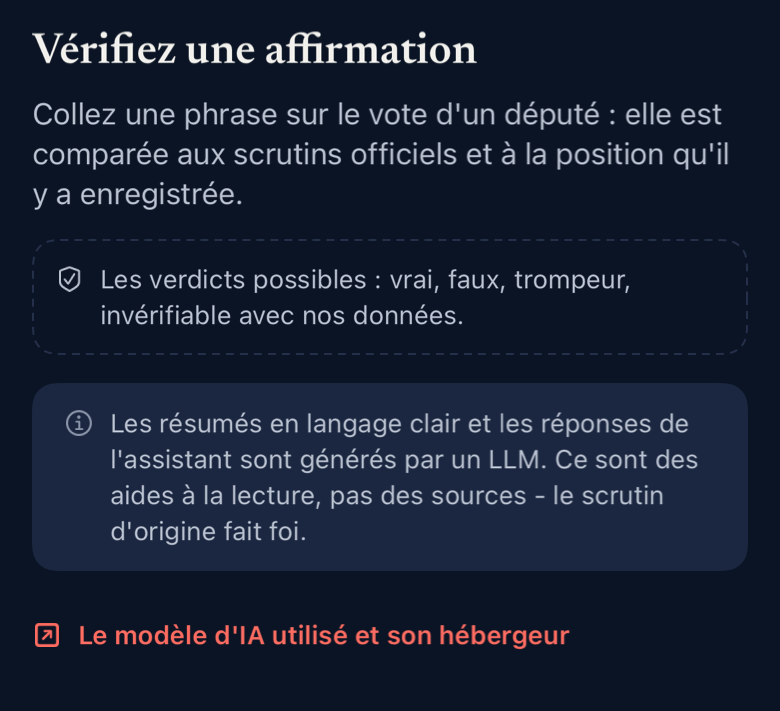 Vérifiez une affirmation
Collez une phrase sur le vote d'un député : elle est
comparée aux scrutins officiels et à la position qu'il
y a enregistrée.
Les verdicts possibles : vrai, faux, trompeur,
invérifiable avec nos données.
Les résumés en langage clair et les réponses de
l'assistant sont générés par un LLM. Ce sont des
aides à la lecture, pas des sources - le scrutin
d'origine fait foi.
Le modèle d'IA utilisé et son hébergeur